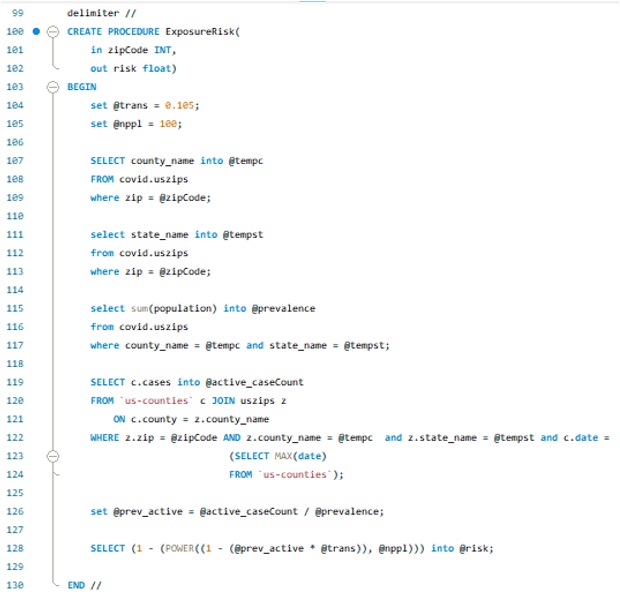 99 delimiter //
100 CREATE PROCEDURE ExposureRisk(
101 in zipCode INT,
102 out risk float)
103 BEGIN
104 set @trans = 0.105;
105 set @nppl = 100;
106
107 SELECT county_name into @tempc
108 FROM covid.uszips
109 where zip = @zipCode;
110
111 select state_name into @tempst
112 from covid.uszips
113 where zip = @zipCode;
114
115 select sum(population) into @prevalence
116 from covid.uszips
117 where county_name = @tempc and state_name = @tempst;
118
119 SELECT c.cases into @active_caseCount
120 FROM `us-counties` c JOIN uszips z
121 ON c.county = z.county_name
122 WHERE z.zip = @zipCode AND z.county_name = @tempc and z.state_name = @tempst and c.date =
123 (SELECT MAX(date)
124 FROM `us-counties`);
125
126 set @prev_active = @active_caseCount / @prevalence;
127
128 SELECT (1 - (POWER((1 - (@prev_active * @trans)), @nppl))) into @risk;
129
130 END //